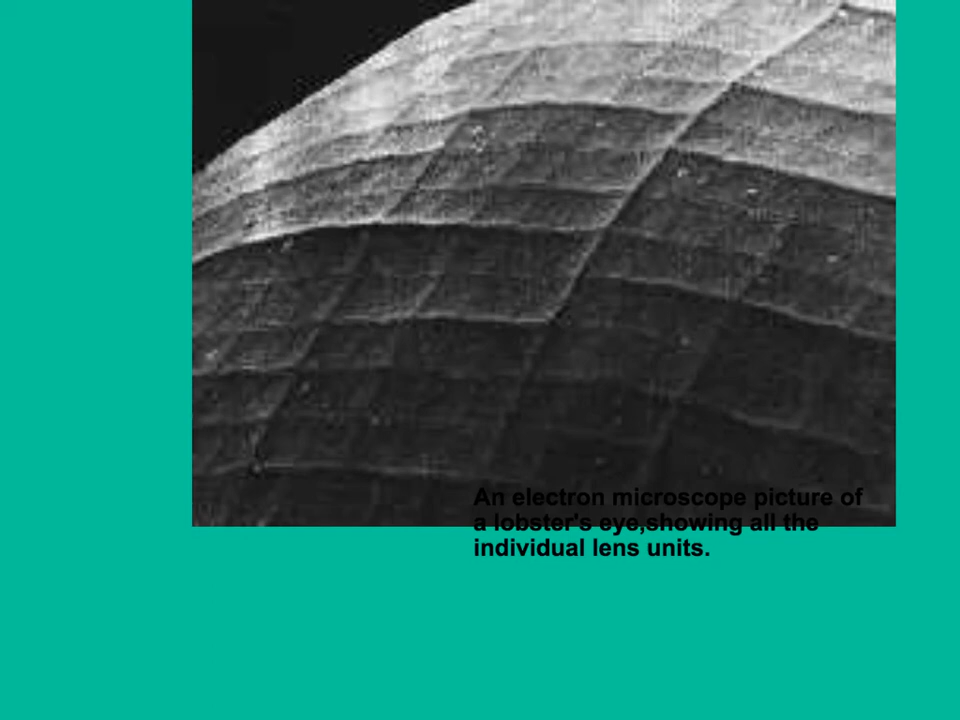 An electron microscope picture of
a lobster's eye,showing all the
individual lens units.